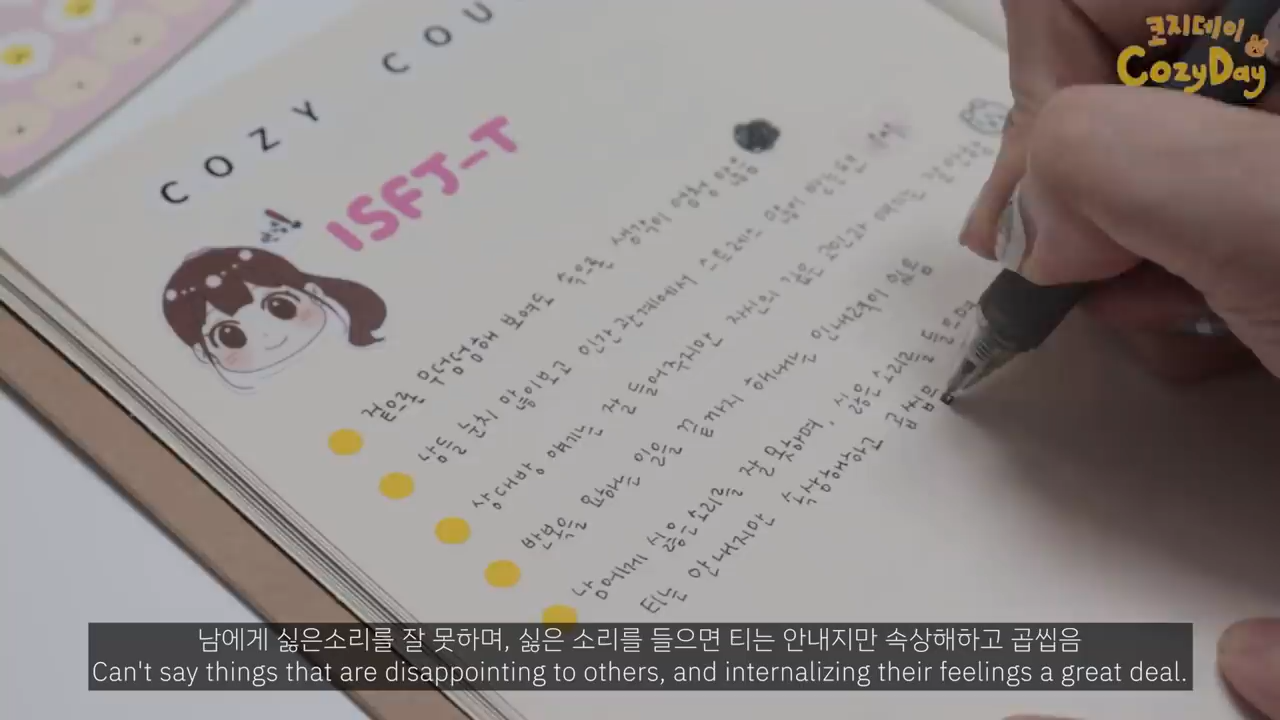 코지데이
CozyDay
COZY COU
안녕!
ISFJ-T
겉으론 무덤덤해 보여도 속으론 생각이 엄청 많음
남들 눈치 많이보고 인간관계에서 스트레스 많이 받는편
상대방 얘기는 잘 들어주지만 자신의 깊은 고민과 얘기는 잘 안함
반복을 요하는 일을 끝까지 해내는 인내력이 있음
남에게 싫은소리를 잘 못하며, 싫은 소리를 들으면
티는 안내지만 속상해하고 곱씹음
남에게 싫은소리를 잘 못하며, 싫은 소리를 들으면 티는 안내지만 속상해하고 곱씹음
Can't say things that are disappointing to others, and internalizing their feelings a great deal.